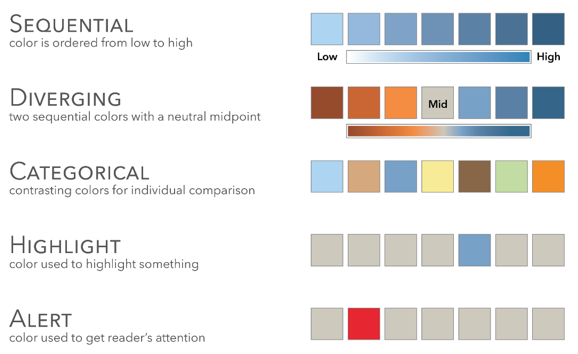 SEQUENTIAL
color is ordered from low to high
Low
High
DIVERGING
two sequential colors with a neutral midpoint
Mid
CATEGORICAL
contrasting colors for individual comparison
HIGHLIGHT
color used to highlight something
ALERT
color used to get reader's attention